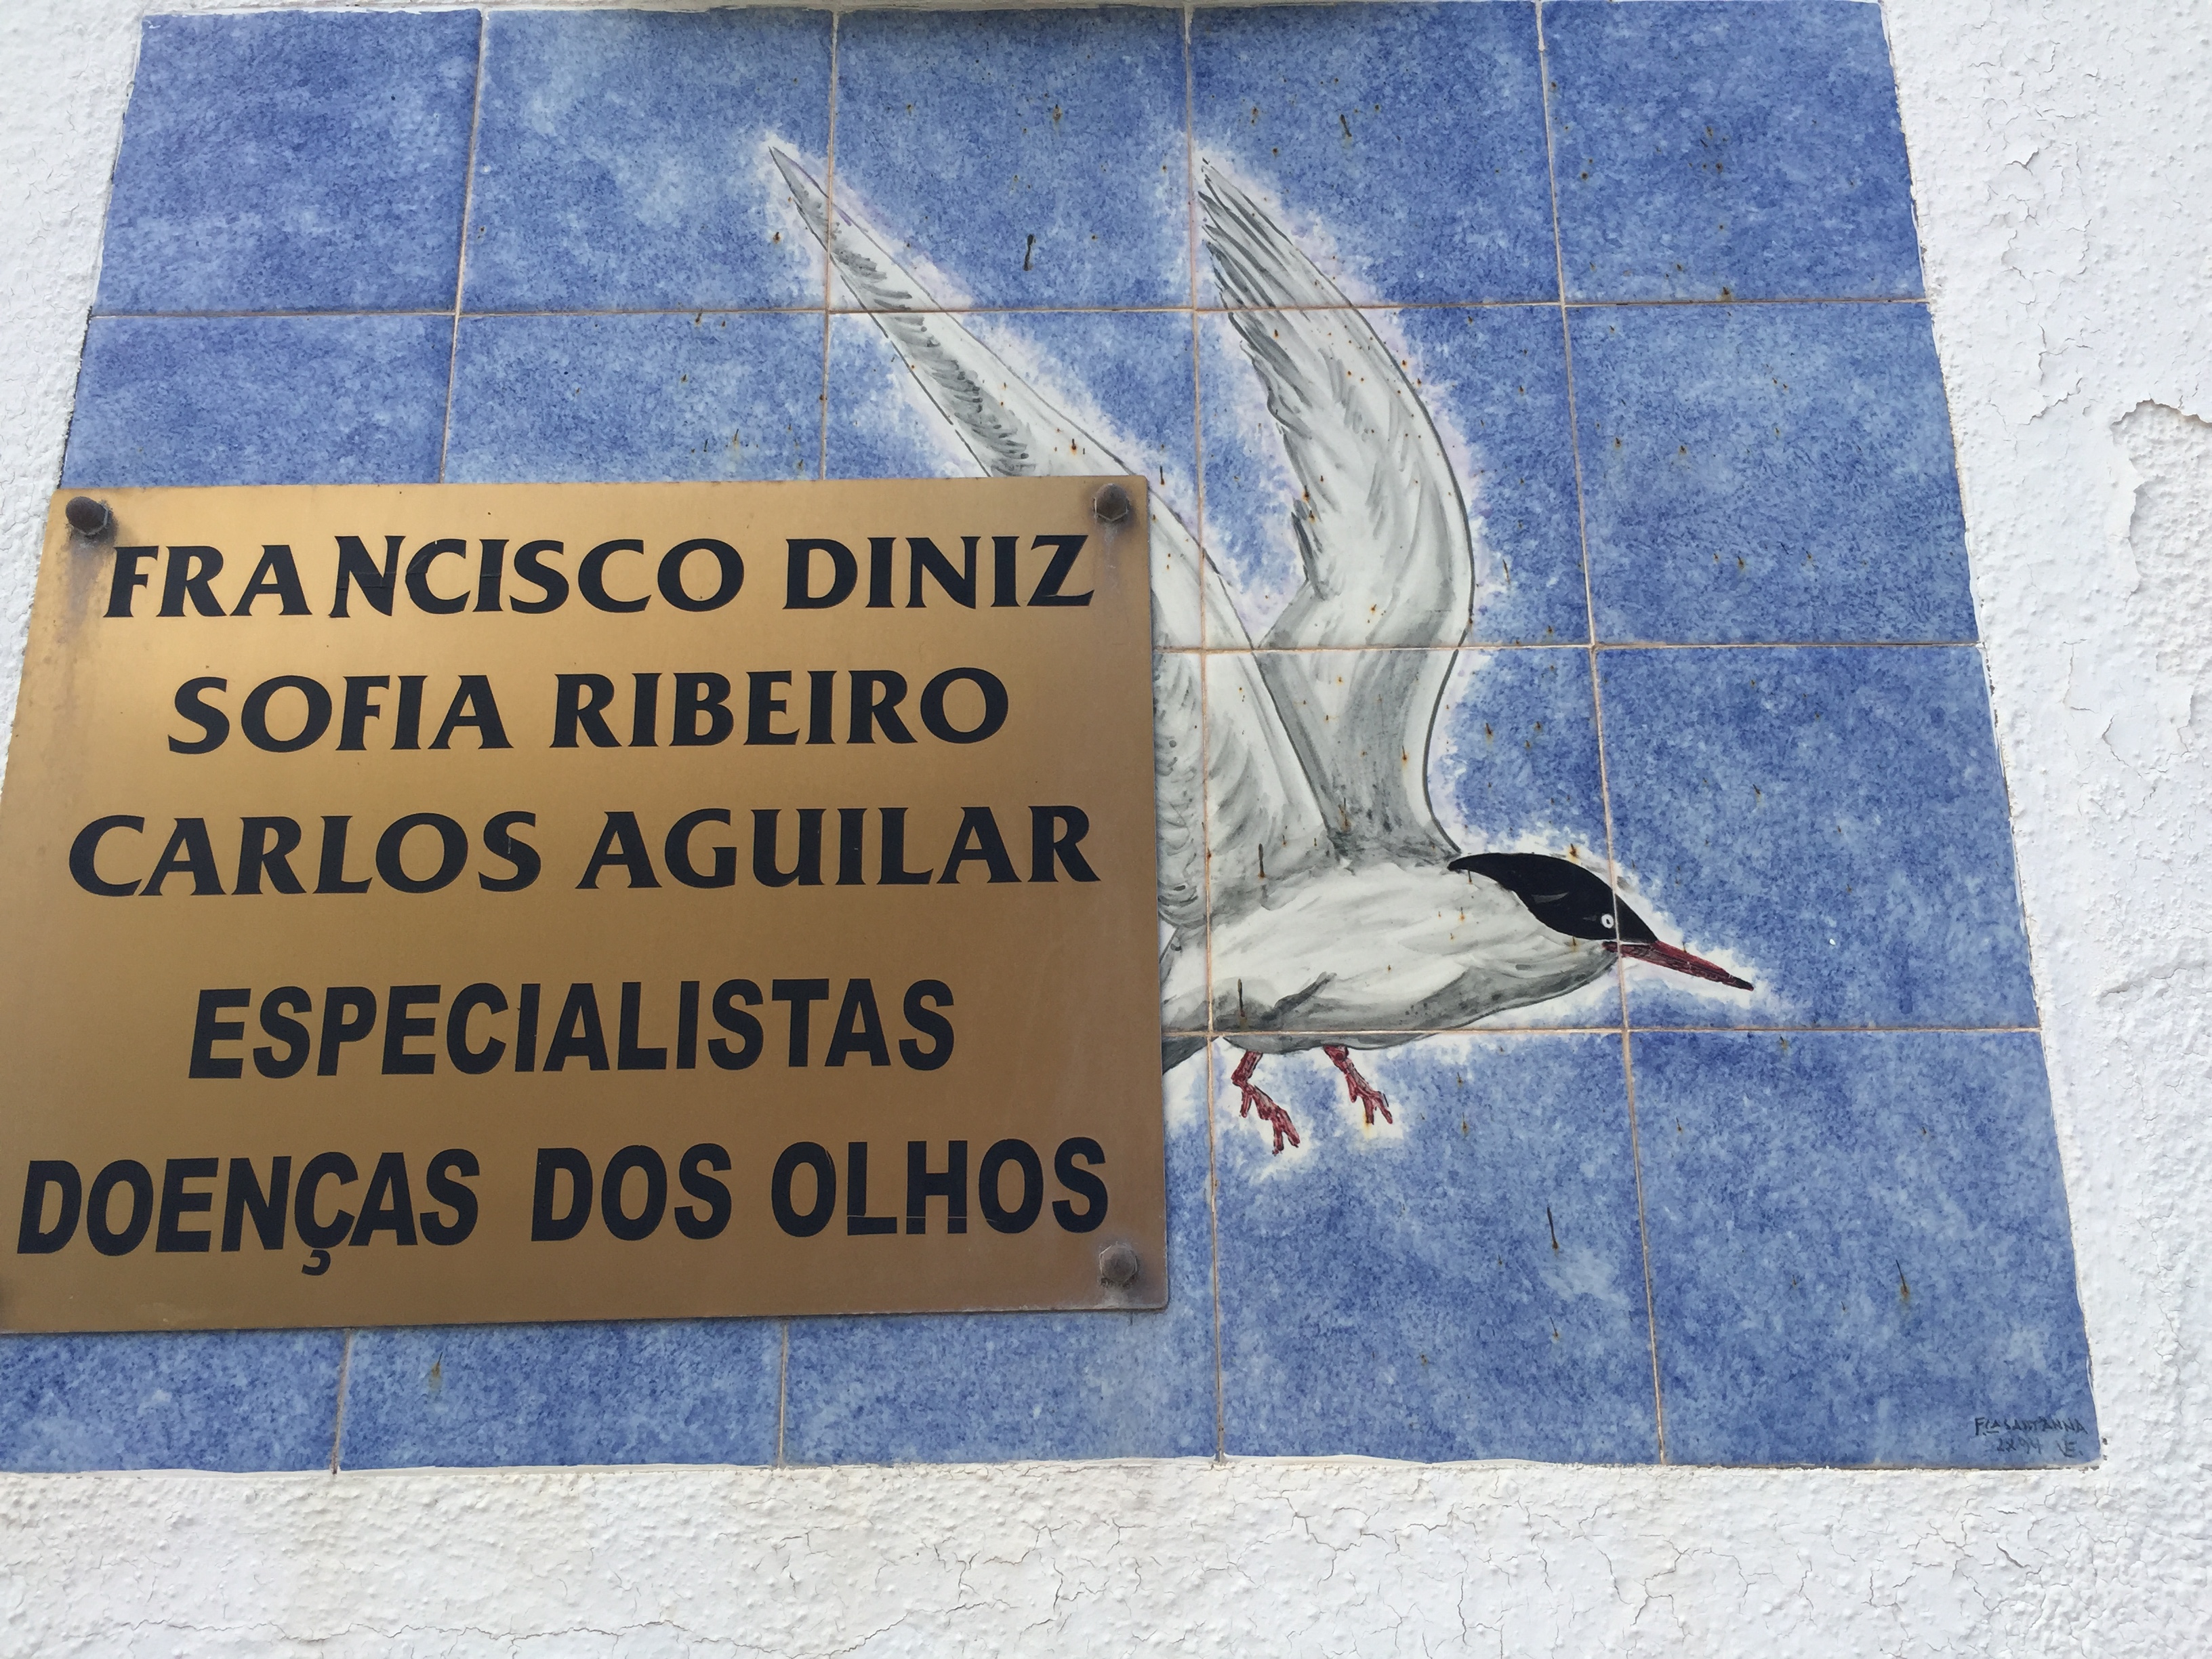 FRANCISCO DINIZ
SOFIA RIBEIRO
CARLOS AGUILAR
ESPECIALISTAS
DOENÇAS DOS OLHOS